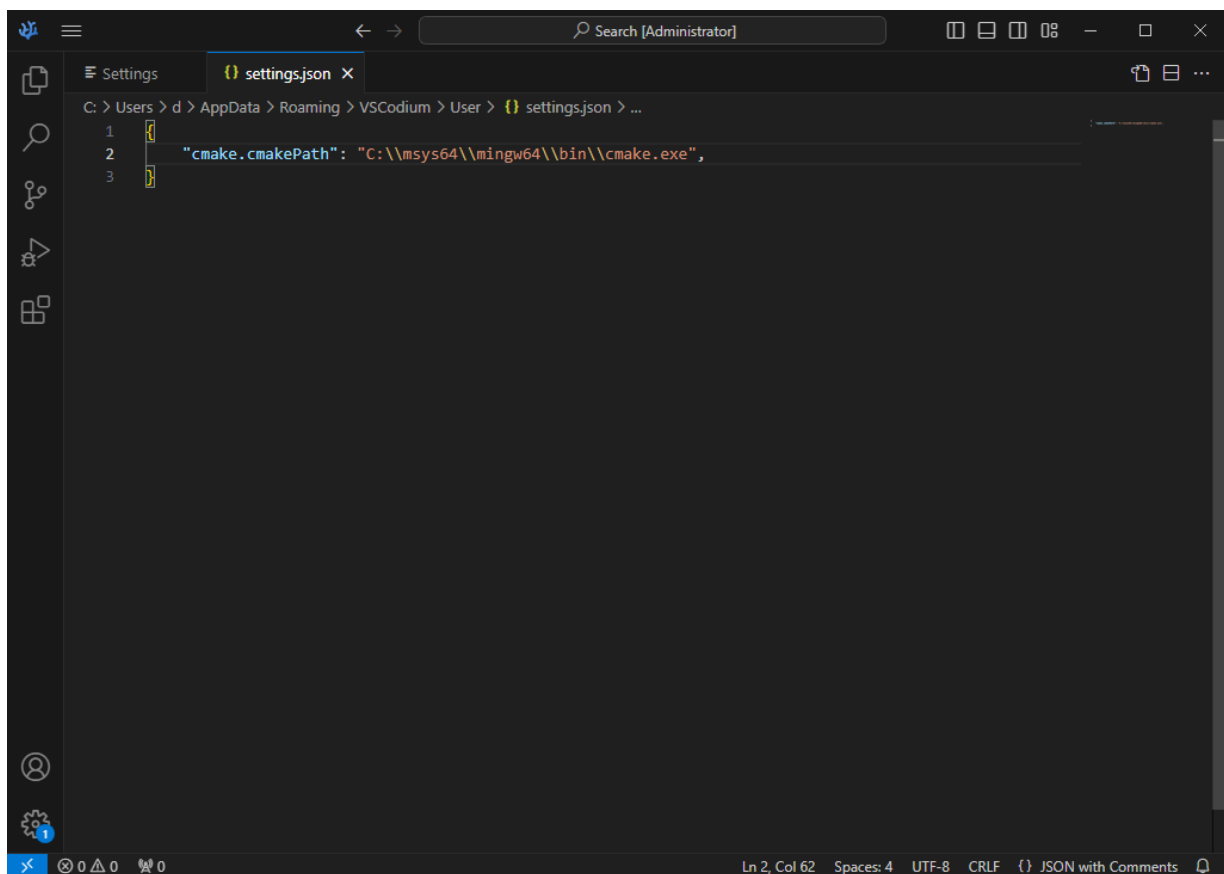 Search [Administrator]
Settings
{} settings.json
C: > Users > d > AppData > Roaming > VSCodium > User > {} settings.json > ...
1 {
2     "cmake.cmakePath": "C:\\msys64\\mingw64\\bin\\cmake.exe",
3 }
1
0 0 0 Ln 2, Col 62 Spaces: 4 UTF-8 CRLF {} JSON with Comments